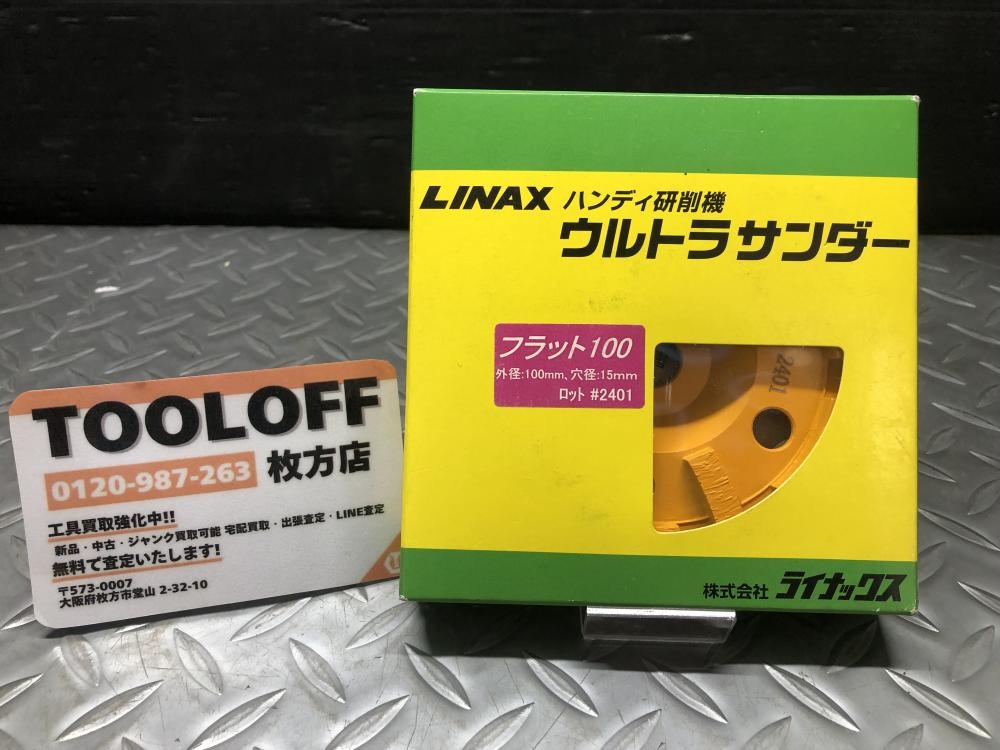 TOOLOFF
0120-987-263 枚方店
工具買取強化中!!
新品・中古・ジャンク買取可能 宅配買取・出張査定・LINE査定
無料で査定いたします!
〒573-0007
大阪府枚方市堂山 2-32-10
LINAX ハンディ研削機
ウルトラサンダー
フラット100
外径:100mm、穴径:15mm
ロット #2401
2401
株式会社 ライナックス